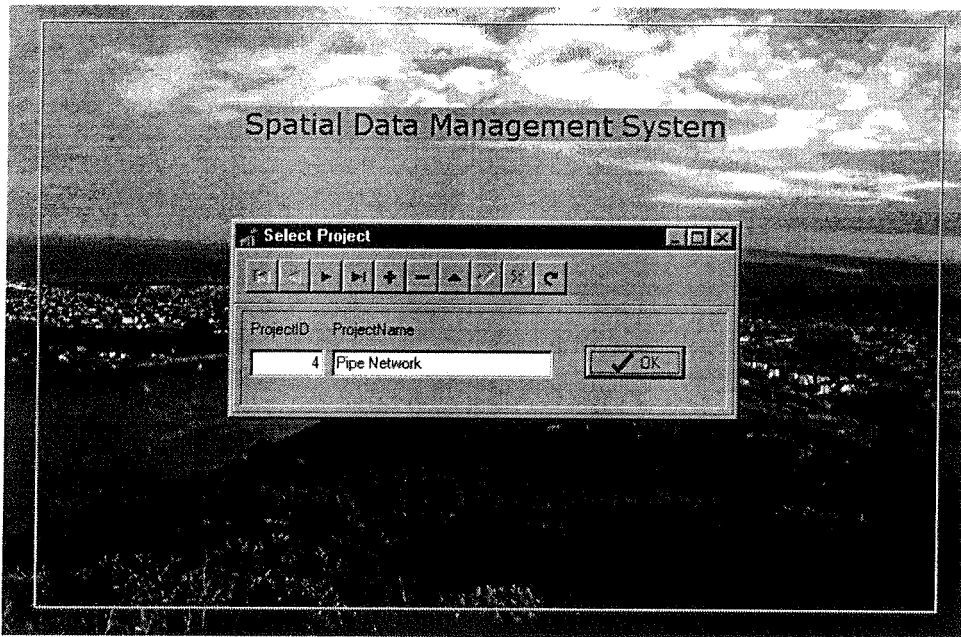 Spatial Data Management System
Select Project
ProjectID ProjectName
4 Pipe Network OK